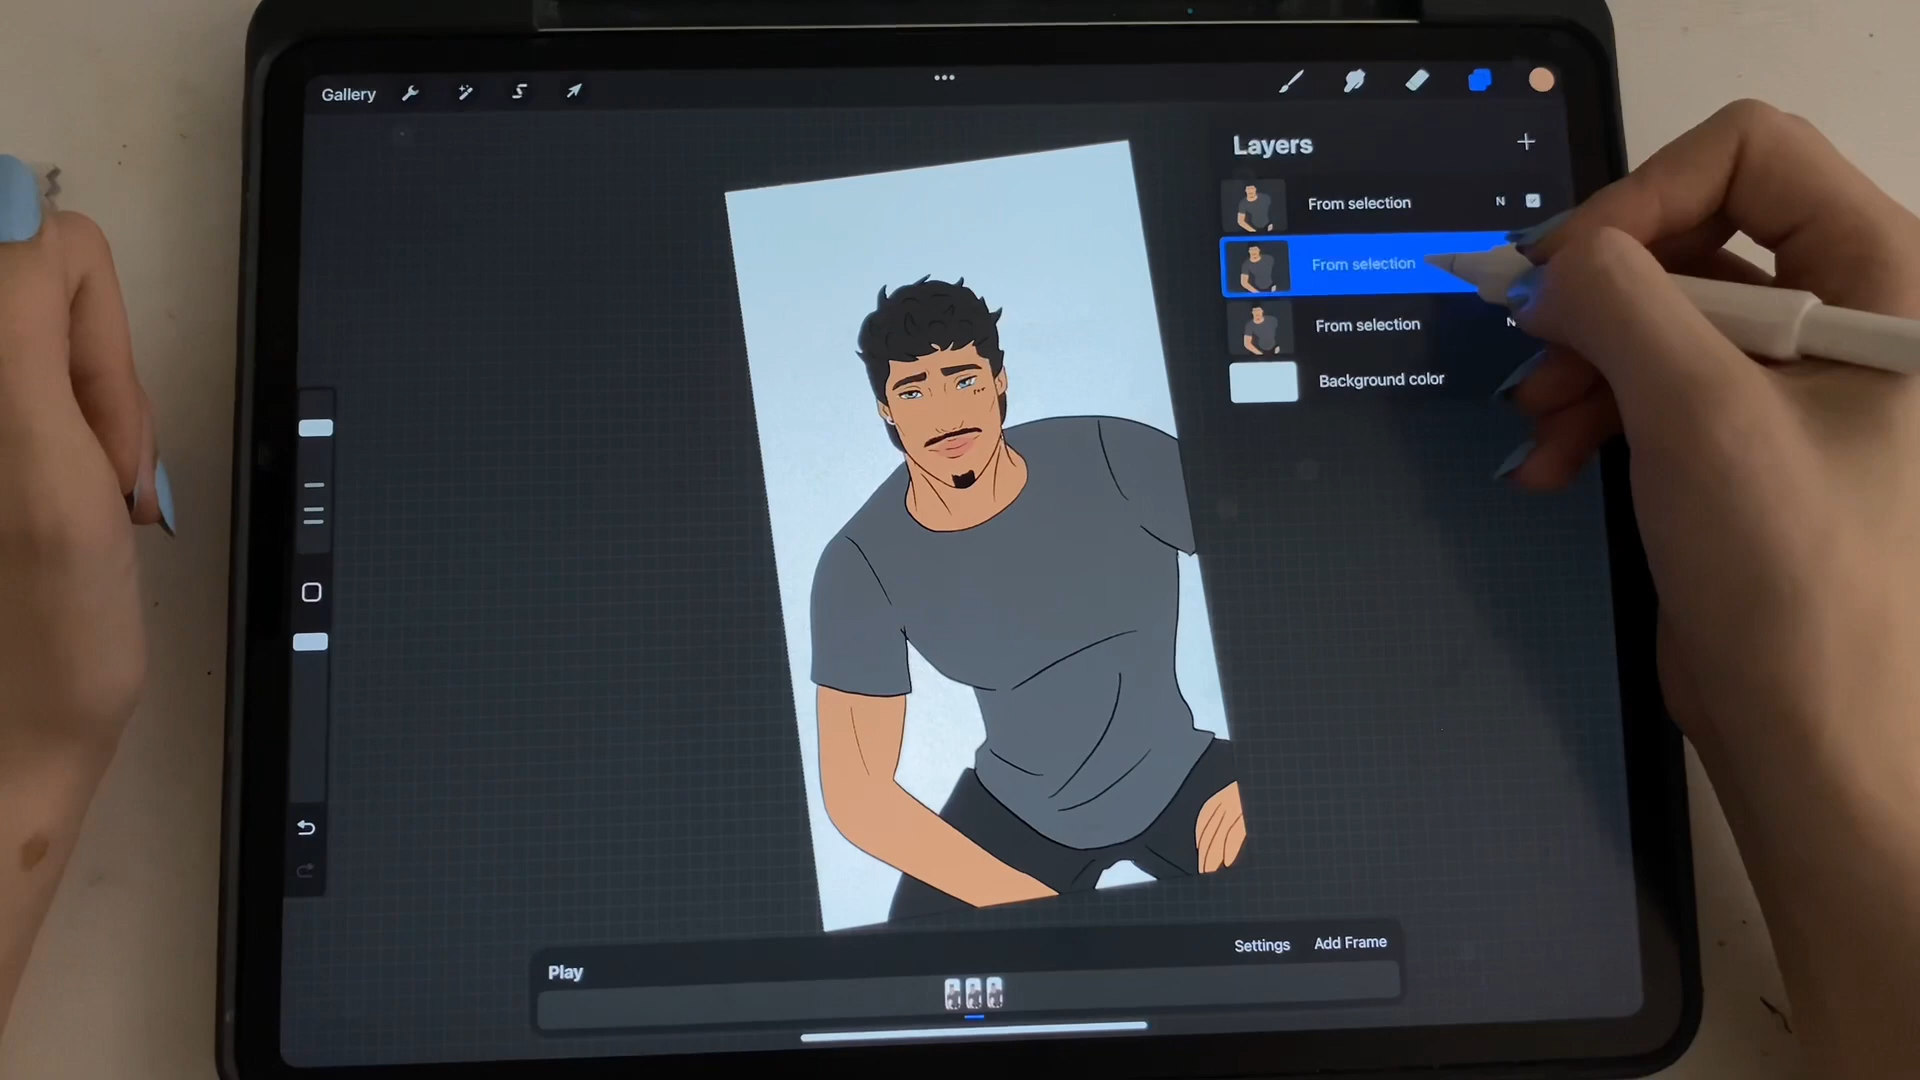 Gallery
Layers
From selection N
From selection
From selection N
Background color
Settings Add Frame
Play